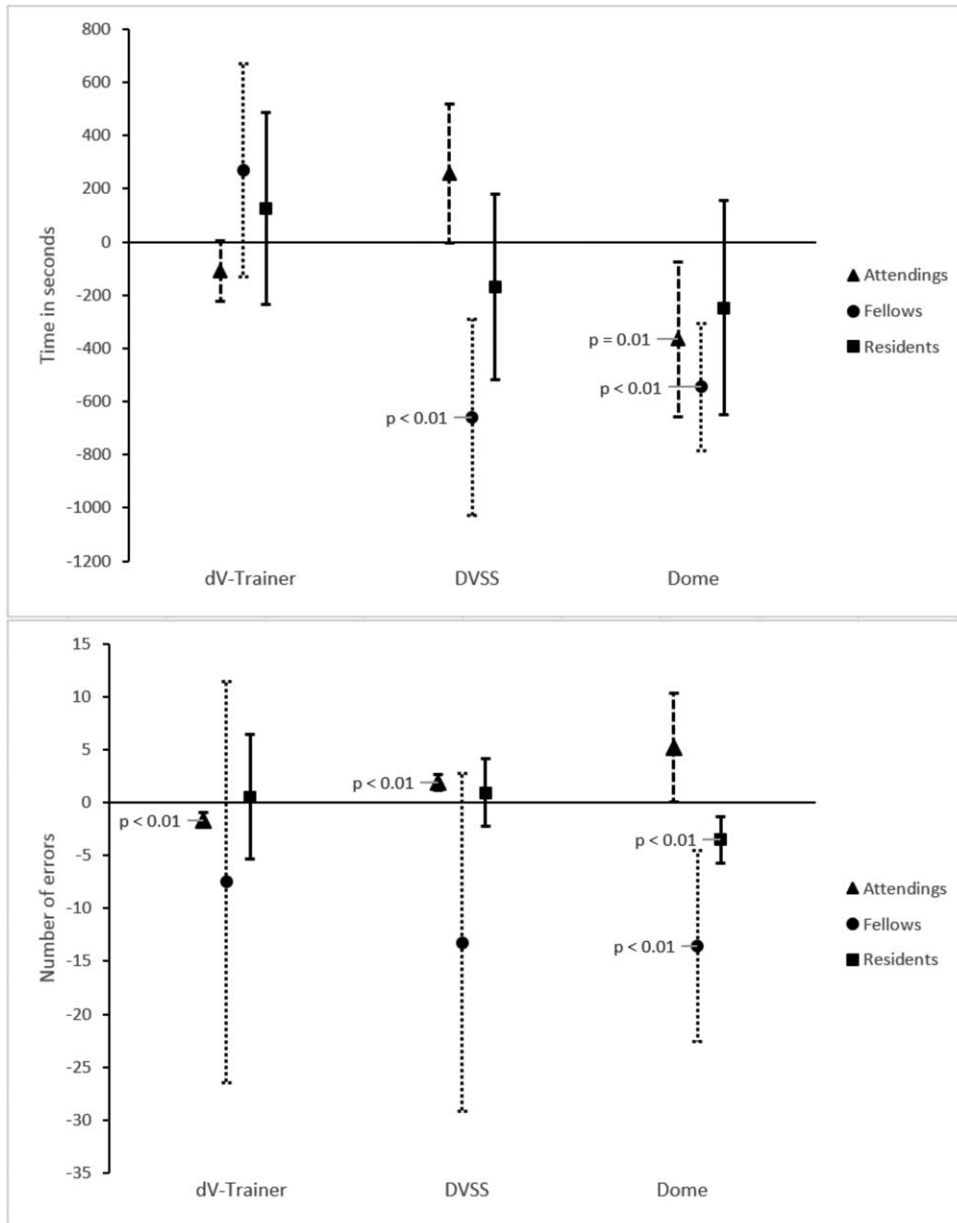 800
600
400
200
0
-200
-400
-600
-800
-1000
-1200
Time in seconds
p < 0.01
p = 0.01
p < 0.01
dV-Trainer DVSS Dome
Attendings
Fellows
Residents
15
10
5
0
-5
-10
-15
-20
-25
-30
-35
Number of errors
p < 0.01
p < 0.01
p < 0.01
p < 0.01
dV-Trainer DVSS Dome
Attendings
Fellows
Residents